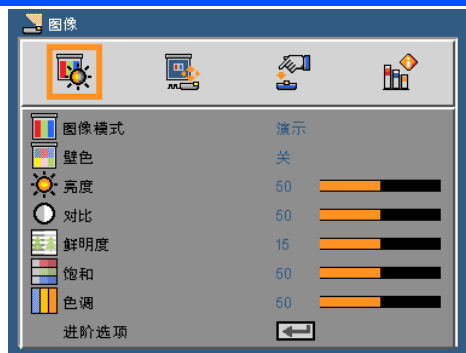 图像
图像模式 演示
壁色 关
亮度 50
对比 50
鲜明度 15
饱和 50
色调 50
进阶选项